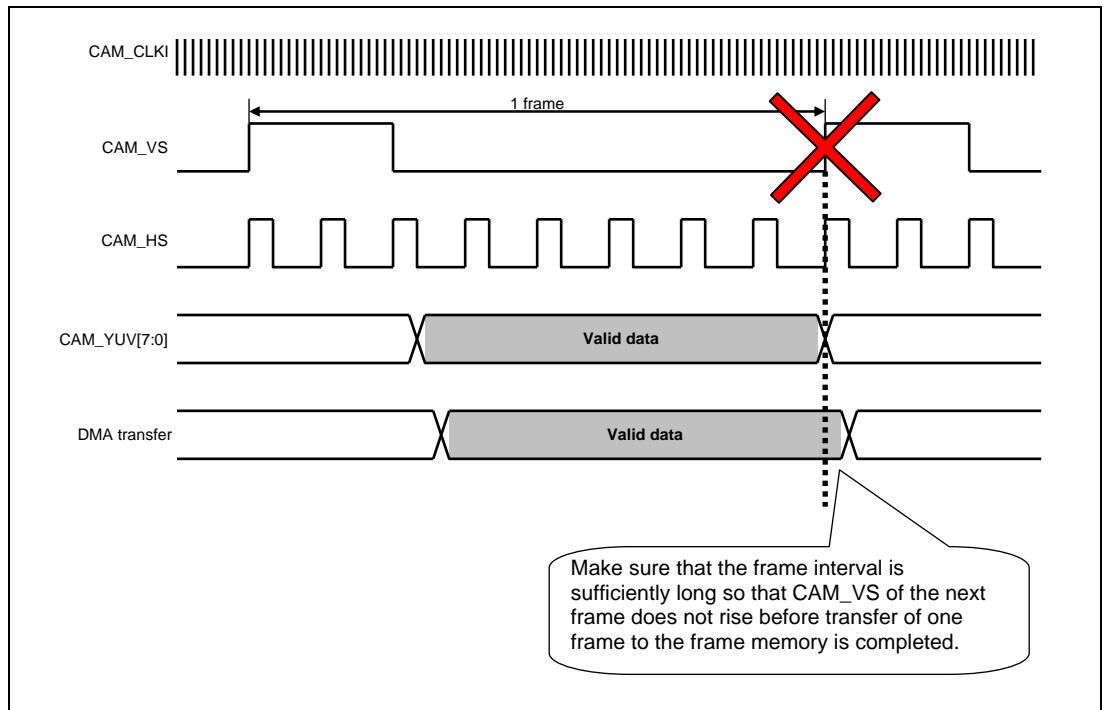 CAM_CLKI
1 frame
CAM_VS
CAM_HS
CAM_YUV[7:0]
Valid data
DMA transfer
Valid data
Make sure that the frame interval is
sufficiently long so that CAM_VS of the next
frame does not rise before transfer of one
frame to the frame memory is completed.